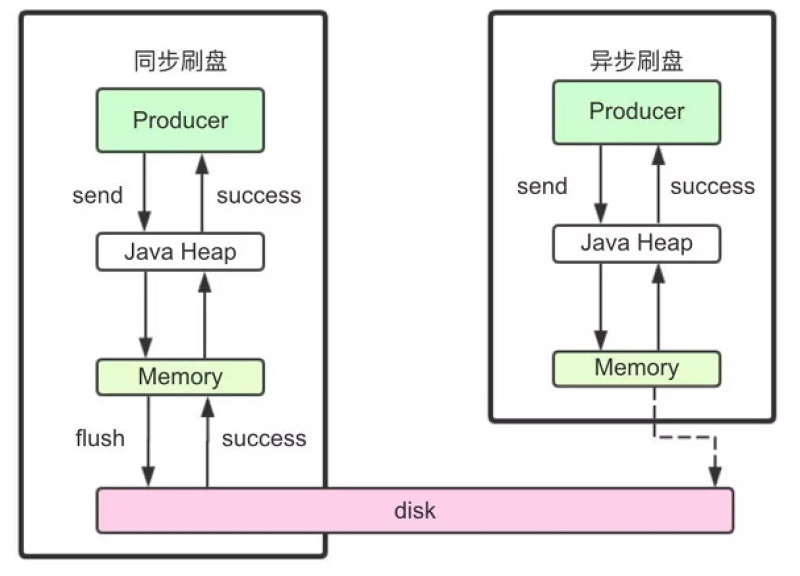 同步刷盘
Producer
send
success
Java Heap
Memory
flush
success
异步刷盘
Producer
send
success
Java Heap
Memory
disk